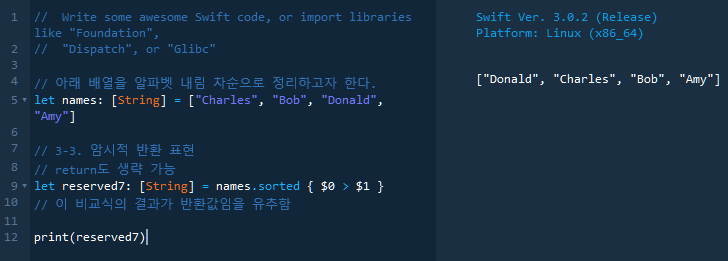 1 //  Write some awesome Swift code, or import libraries
like "Foundation",
2 //  "Dispatch", or "Glibc"
3
4 // 아래 배열을 알파벳 내림 차순으로 정리하고자 한다.
5 let names: [String] = ["Charles", "Bob", "Donald",
"Amy"]
6
7 // 3-3. 암시적 반환 표현
8 // return도 생략 가능
9 let reserved7: [String] = names.sorted { $0 > $1 }
10 // 이 비교식의 결과가 반환값임을 유추함
11
12 print(reserved7)
Swift Ver. 3.0.2 (Release)
Platform: Linux (x86_64)
["Donald", "Charles", "Bob", "Amy"]